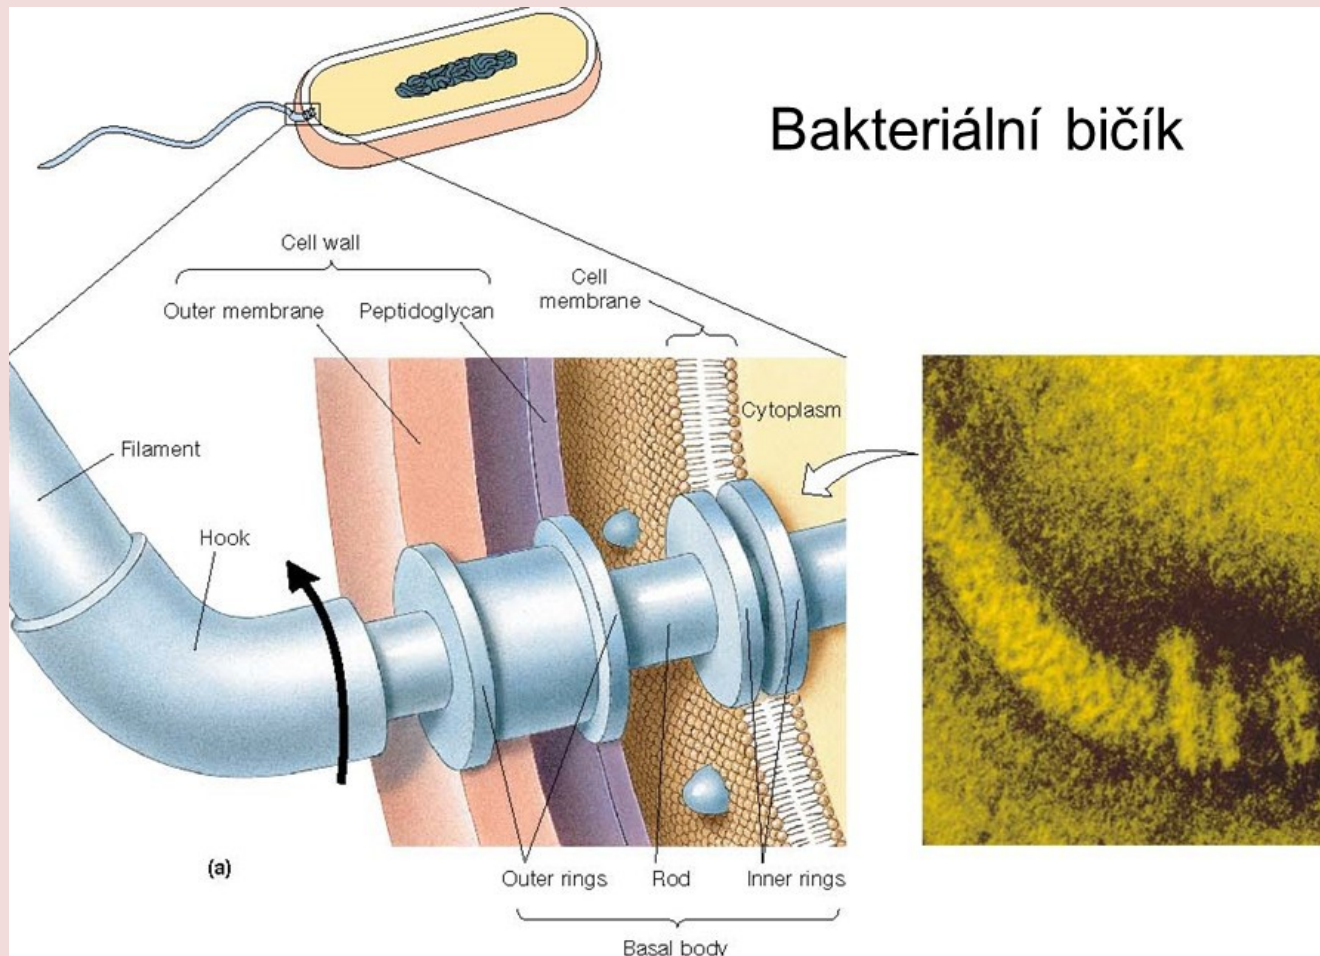 Bakteriální bičík
Cell wall
Outer membrane
Peptidoglycan
Cell
membrane
Cytoplasm
Filament
Hook
(a)
Outer rings
Rod
Inner rings
Basal body